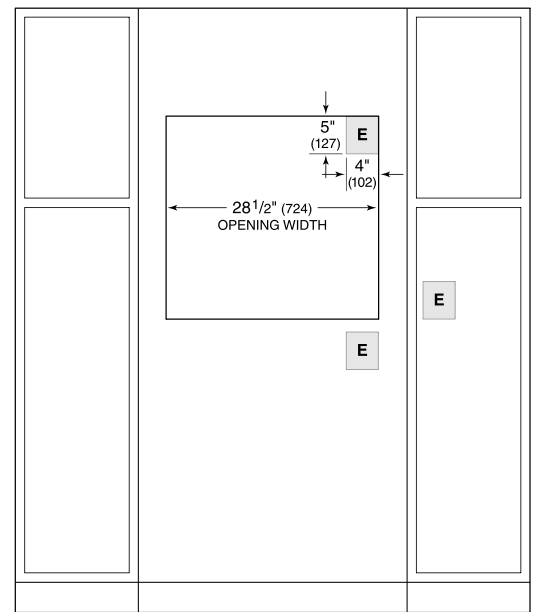 5" E
(127)
4"
(102)
28 1/2" (724)
OPENING WIDTH
E
E